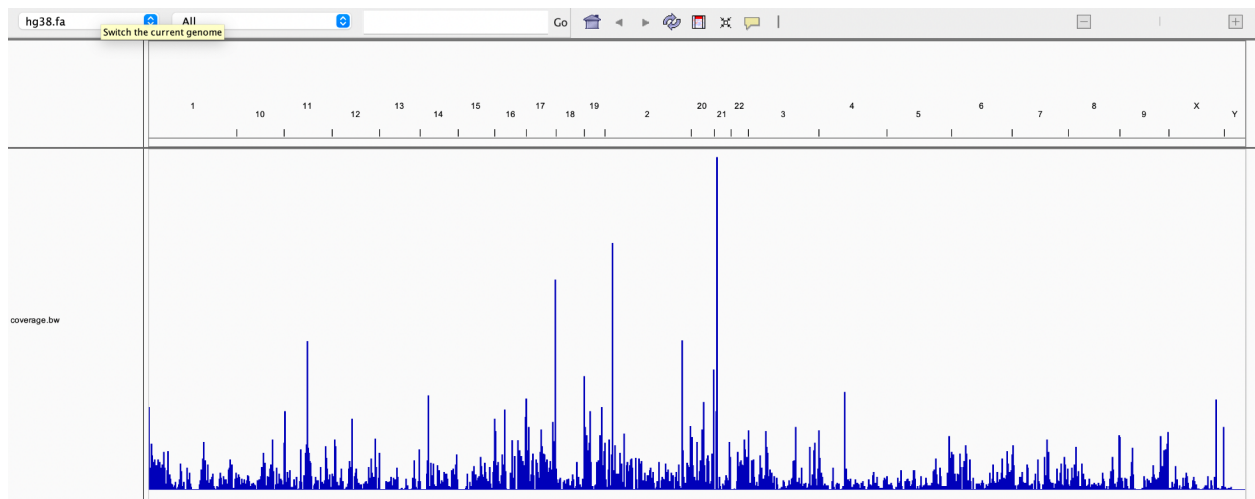 hg38.fa All Go
Switch the current genome
1 10 11 12 13 14 15 16 17 18 19 2 20 21 22 3 4 5 6 7 8 9 X Y
coverage.bw